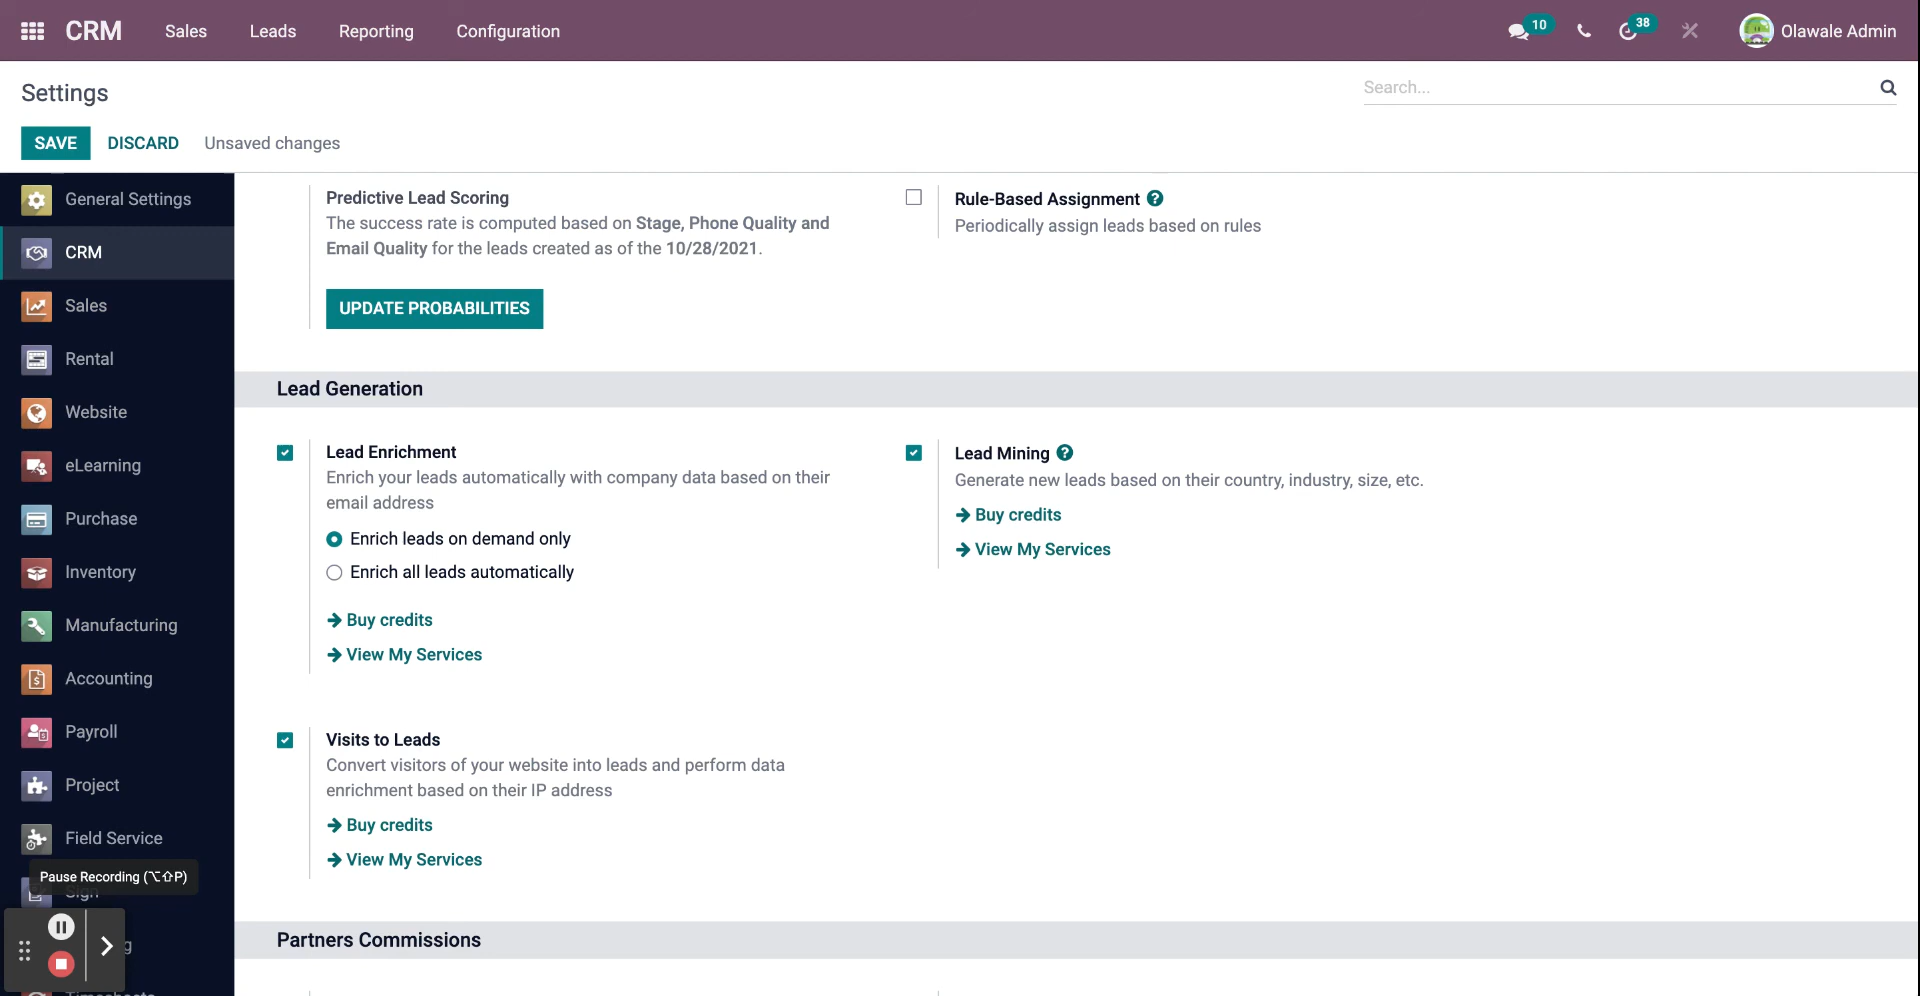 CRM Sales Leads Reporting Configuration 10 38 Olawale Admin
Settings Search...
SAVE DISCARD Unsaved changes
General Settings
CRM
Sales
Rental
Website
eLearning
Purchase
Inventory
Manufacturing
Accounting
Payroll
Project
Field Service
Pause Recording (⌥⇧P)
Sign
Predictive Lead Scoring
The success rate is computed based on Stage, Phone Quality and
Email Quality for the leads created as of the 10/28/2021.
UPDATE PROBABILITIES
Rule-Based Assignment ?
Periodically assign leads based on rules
Lead Generation
Lead Enrichment
Enrich your leads automatically with company data based on their
email address
Enrich leads on demand only
Enrich all leads automatically
Buy credits
View My Services
Lead Mining ?
Generate new leads based on their country, industry, size, etc.
Buy credits
View My Services
Visits to Leads
Convert visitors of your website into leads and perform data
enrichment based on their IP address
Buy credits
View My Services
Partners Commissions